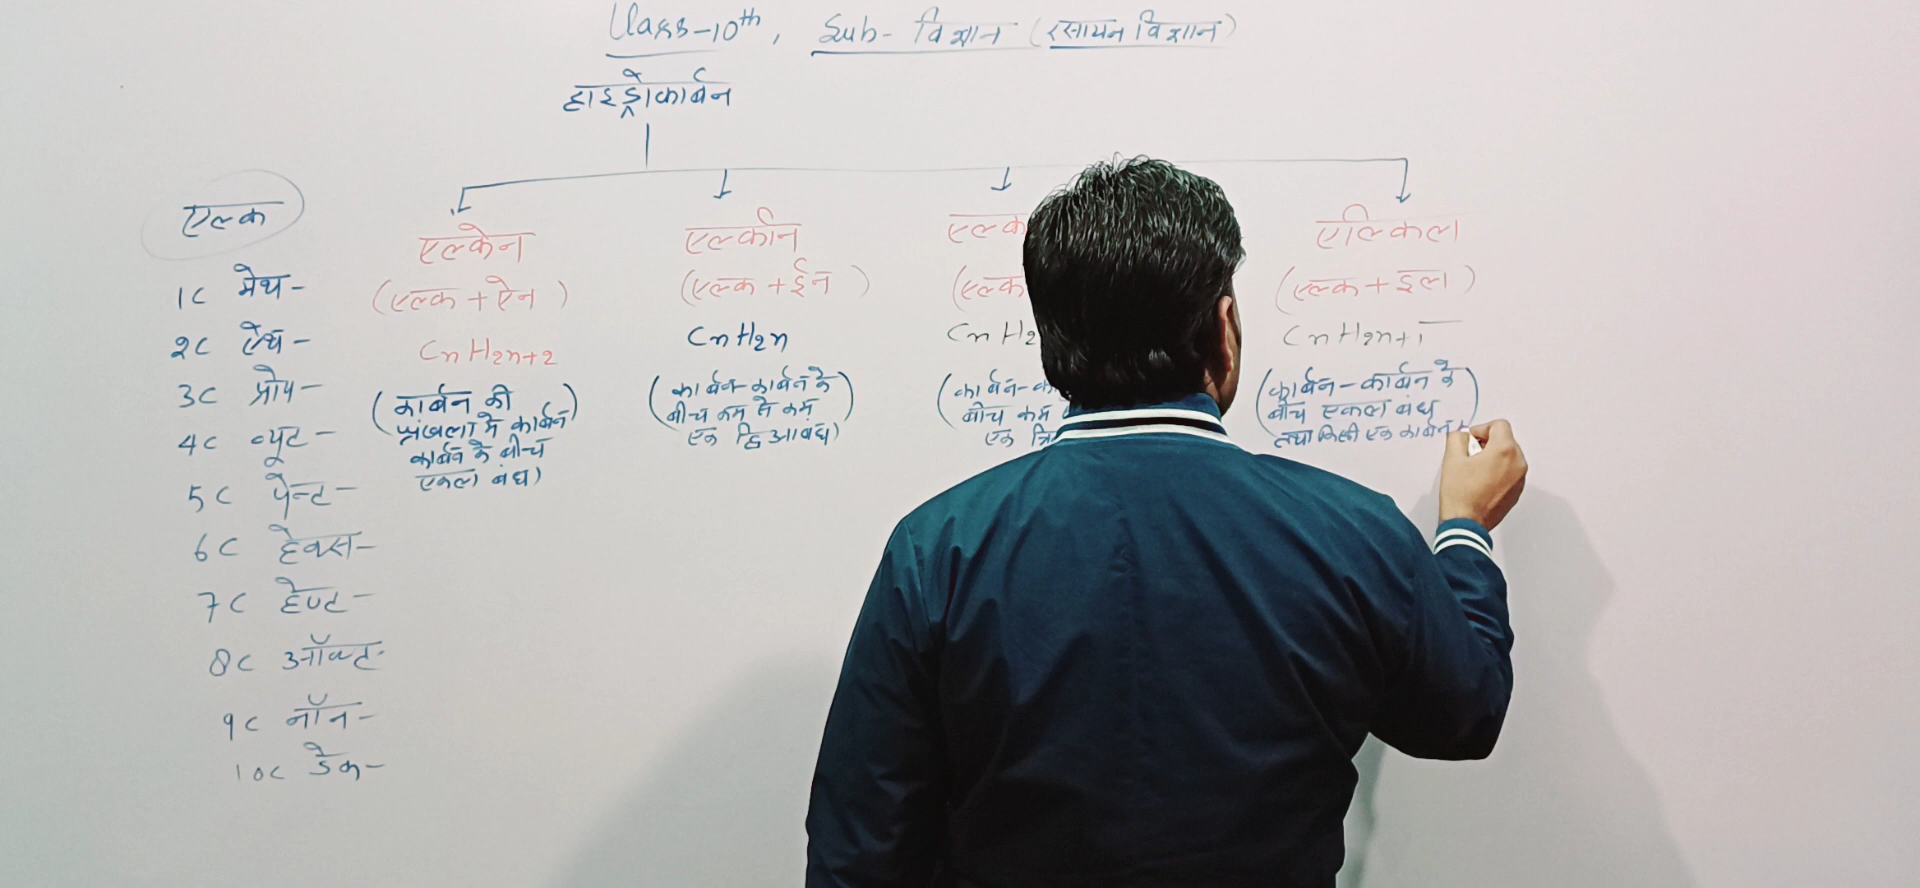 Class-10th, Sub- विज्ञान (रसायन विज्ञान)
हाइड्रोकार्बन
एल्क
1C मेथ-
2C ऐथ-
3C प्रोप-
4C ब्यूट-
5C पेन्ट-
6C हेक्स-
7C हेप्ट-
8C ऑक्ट-
9C नॉन-
10C डेक-
एल्केन
(एल्क + ऐन)
CnH2n+2
(कार्बन की
श्रृंखला में कार्बन
कार्बन के बीच
एकल बंध)
एल्कीन
(एल्क + ईन)
CnH2n
(कार्बन-कार्बन के
बीच कम से कम
एक द्विआबंध)
एल्क
(एल्क
CnH2
कार्बन-क
बीच कम
एक त्रि
एल्किल
(एल्क + इल)
CnH2n+1
(कार्बन-कार्बन के
बीच एकल बंध
तथा किसी एक कार्बन